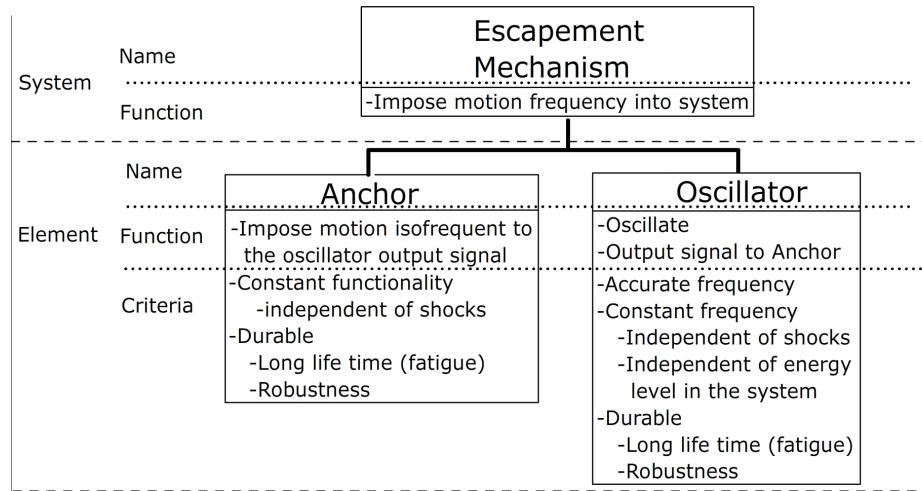 Escapement
Mechanism
Name
System
Function
-Impose motion frequency into system
Name
Anchor
Oscillator
Element
Function
-Impose motion isofrequent to
the oscillator output signal
-Oscillate
-Output signal to Anchor
Criteria
-Constant functionality
-independent of shocks
-Durable
-Long life time (fatigue)
-Robustness
-Accurate frequency
-Constant frequency
-Independent of shocks
-Independent of energy
level in the system
-Durable
-Long life time (fatigue)
-Robustness